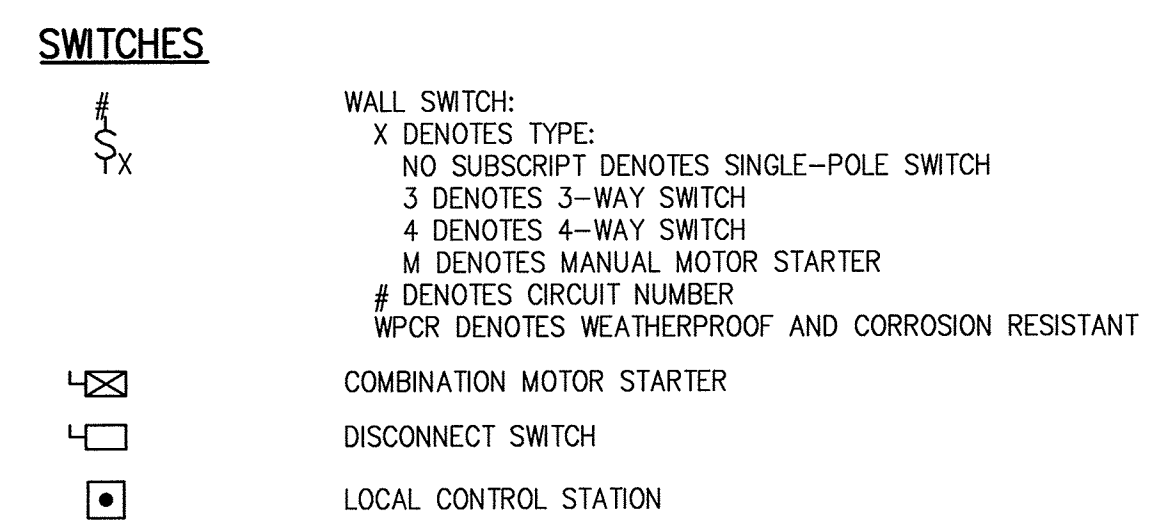 SWITCHES
#
$X
WALL SWITCH:
X DENOTES TYPE:
NO SUBSCRIPT DENOTES SINGLE-POLE SWITCH
3 DENOTES 3-WAY SWITCH
4 DENOTES 4-WAY SWITCH
M DENOTES MANUAL MOTOR STARTER
# DENOTES CIRCUIT NUMBER
WPCR DENOTES WEATHERPROOF AND CORROSION RESISTANT
COMBINATION MOTOR STARTER
DISCONNECT SWITCH
LOCAL CONTROL STATION